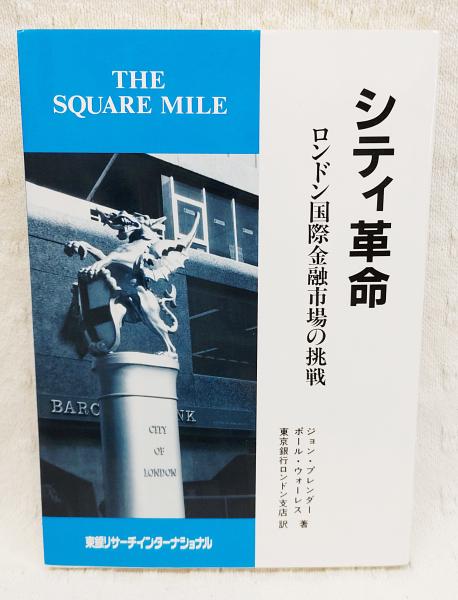 THE
SQUARE MILE
シティ革命
ロンドン国際金融市場の挑戦
ジョン・プレンダー
ポール・ウォーレス 著
東京銀行ロンドン支店 訳
BARC
NK
CITY
OF
LONDON
東銀リサーチインターナショナル